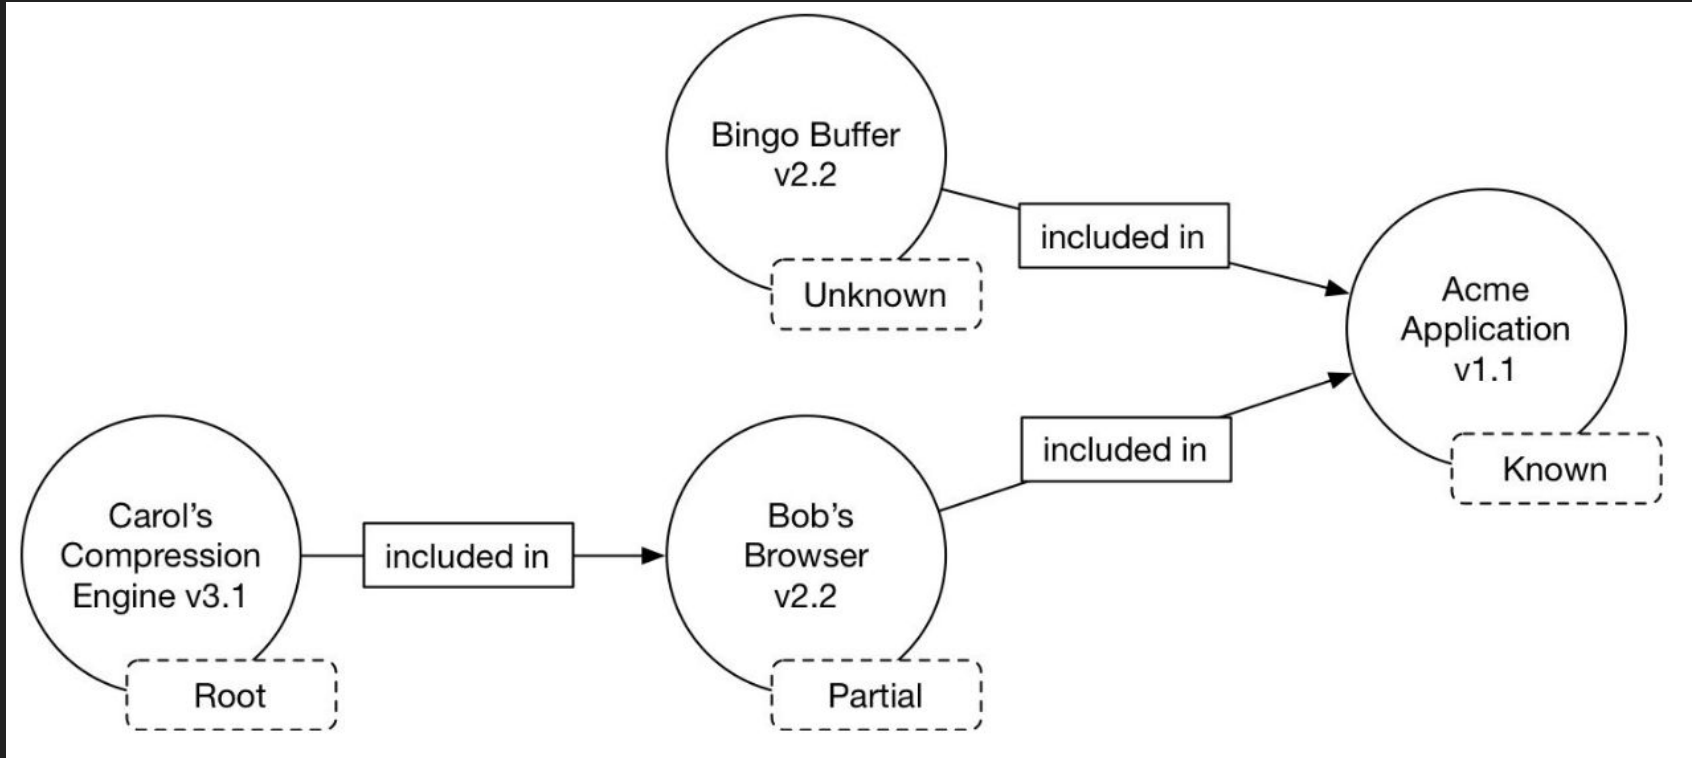 Bingo Buffer
v2.2
Unknown
included in
Acme
Application
v1.1
Known
included in
Carol’s
Compression
Engine v3.1
Root
included in
Bob’s
Browser
v2.2
Partial